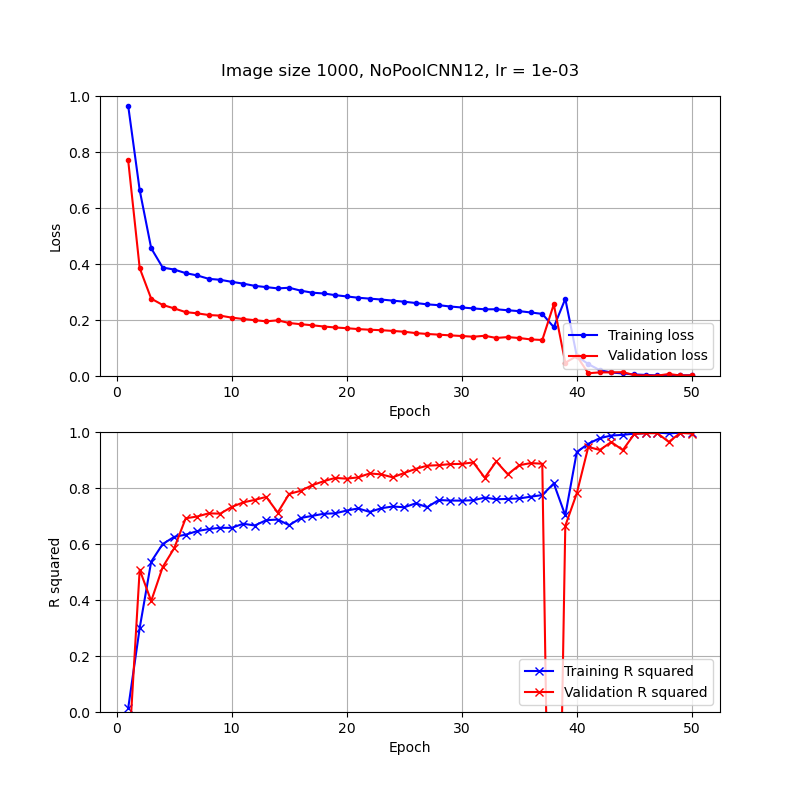 Image size 1000, NoPoolCNN12, lr = 1e-03
1.0
0.8
0.6
0.4
0.2
0.0
Loss
Training loss
Validation loss
0 10 20 30 40 50
Epoch
1.0
0.8
0.6
0.4
0.2
0.0
R squared
Training R squared
Validation R squared
0 10 20 30 40 50
Epoch